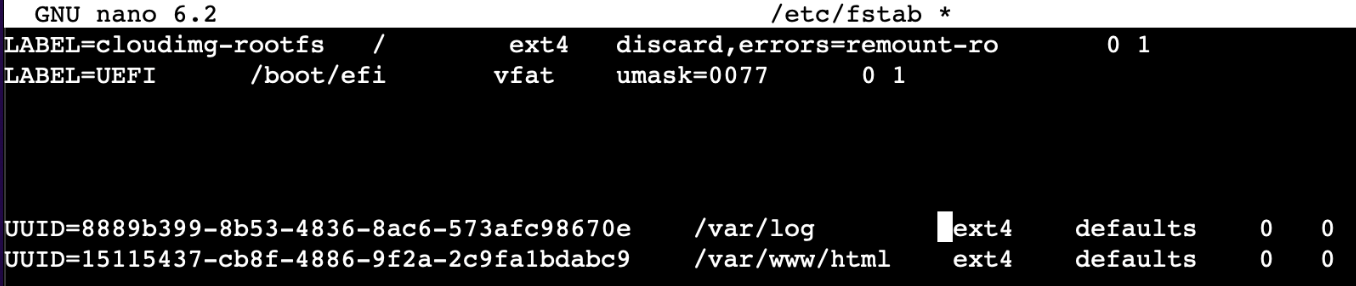 GNU nano 6.2 /etc/fstab *
LABEL=cloudimg-rootfs / ext4 discard,errors=remount-ro 0 1
LABEL=UEFI /boot/efi vfat umask=0077 0 1
UUID=8889b399-8b53-4836-8ac6-573afc98670e /var/log ext4 defaults 0 0
UUID=15115437-cb8f-4886-9f2a-2c9fa1bdabc9 /var/www/html ext4 defaults 0 0